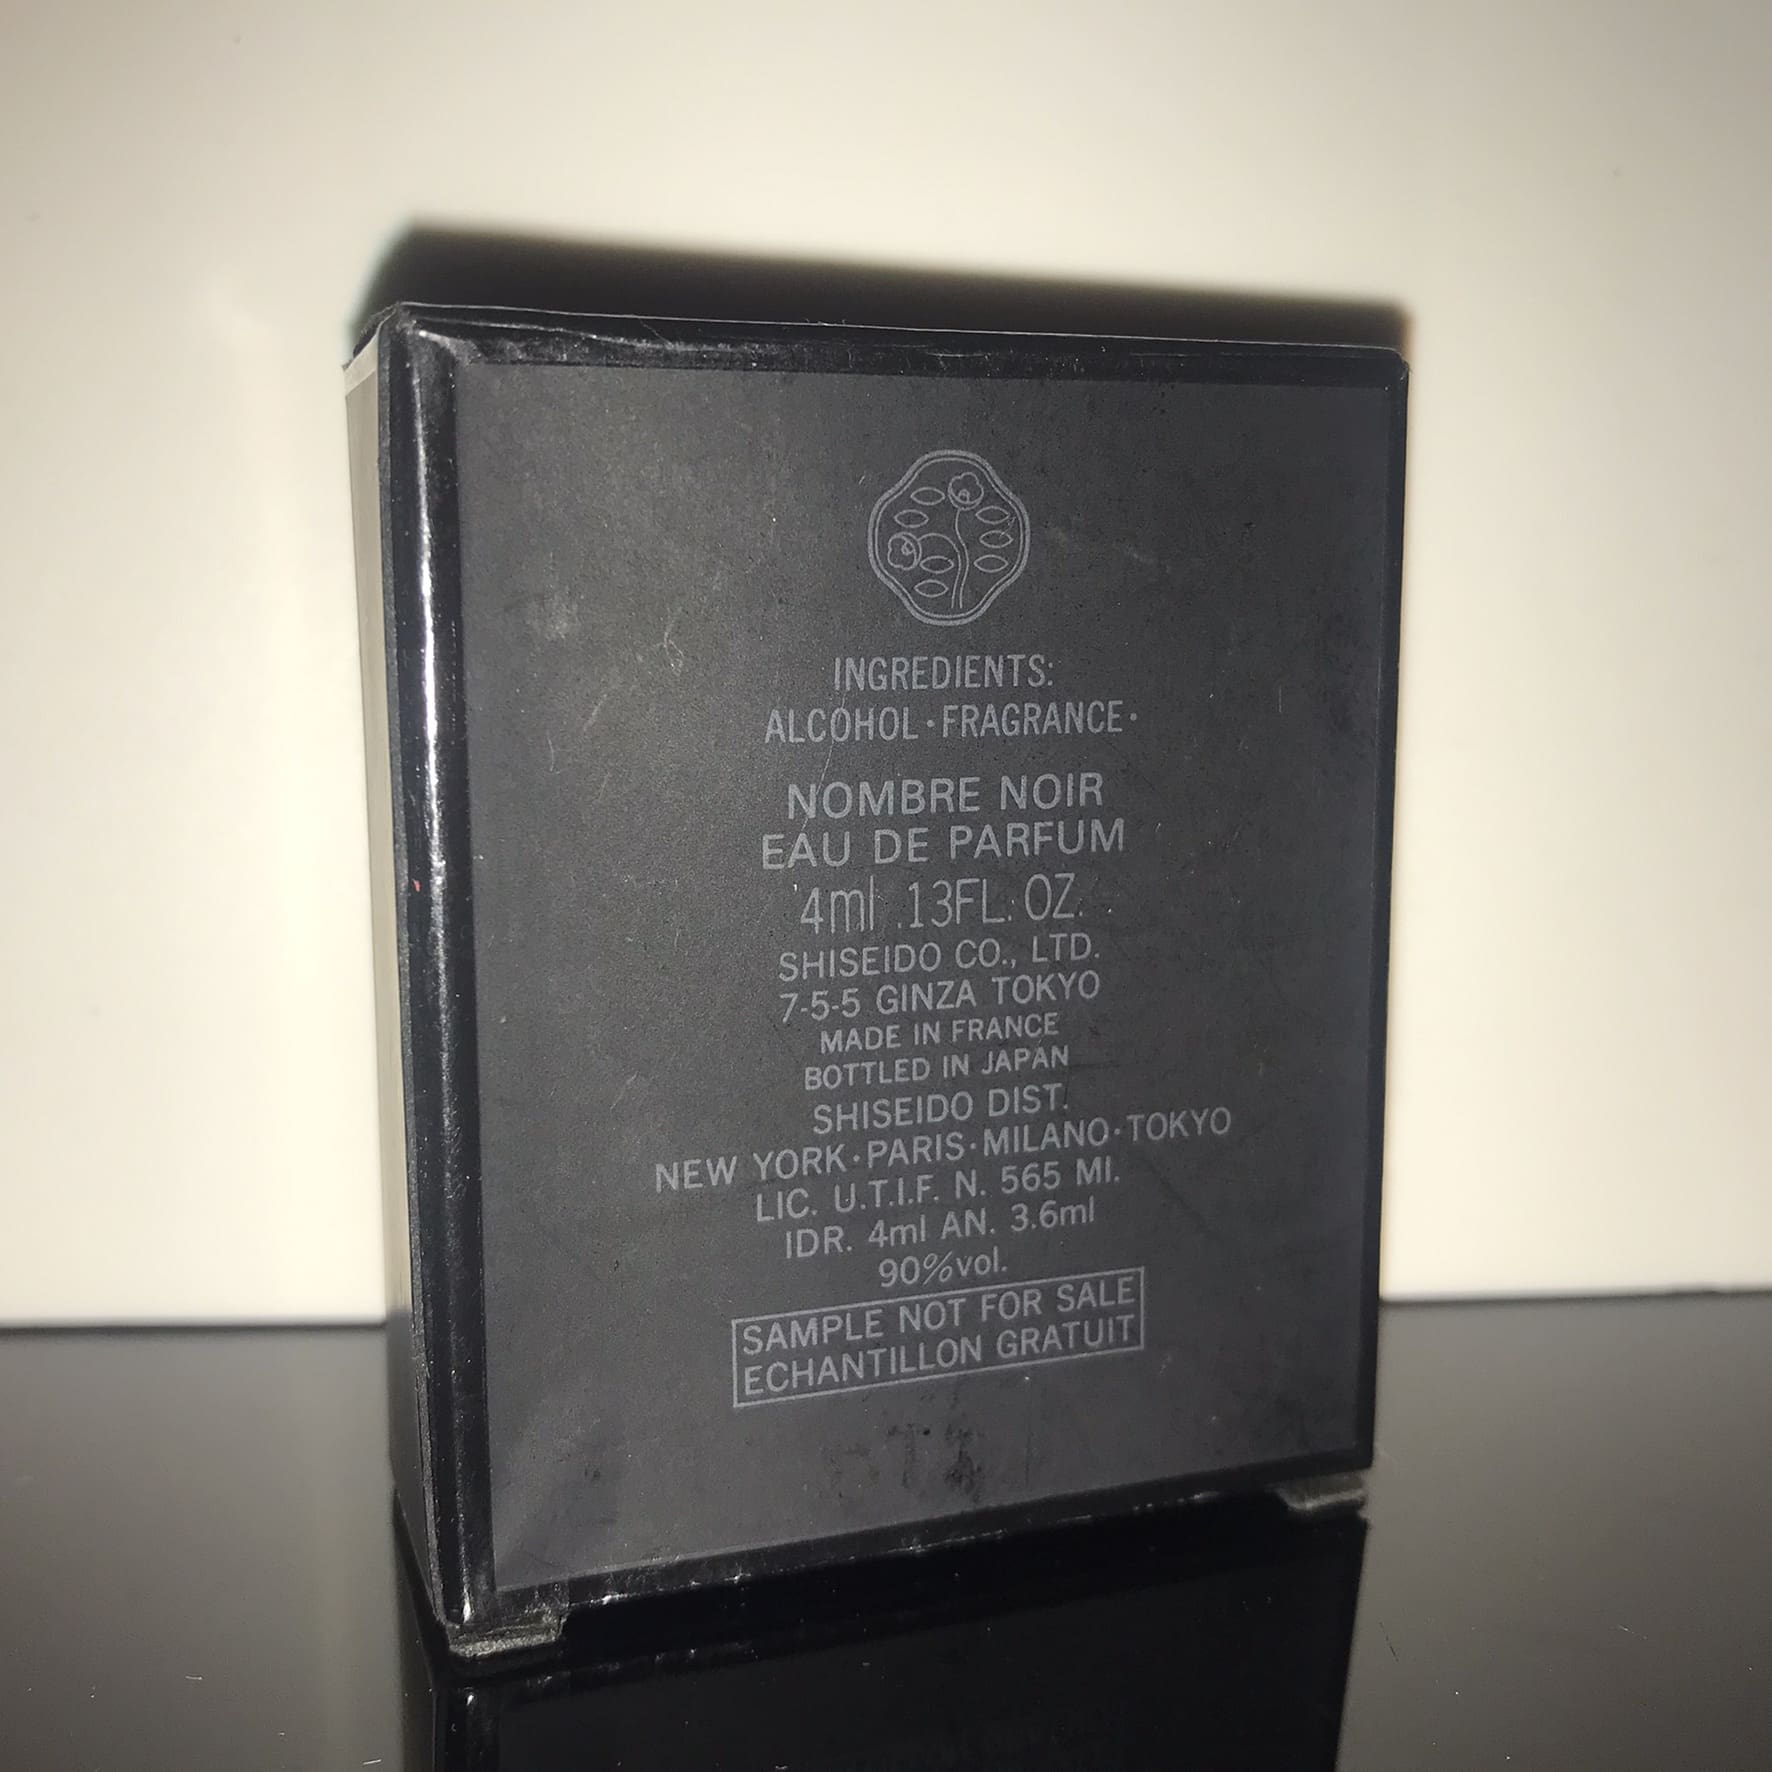 INGREDIENTS:
ALCOHOL·FRAGRANCE·
NOMBRE NOIR
EAU DE PARFUM
4ml .13FL. OZ.
SHISEIDO CO., LTD.
7-5-5 GINZA TOKYO
MADE IN FRANCE
BOTTLED IN JAPAN
SHISEIDO DIST.
NEW YORK·PARIS·MILANO·TOKYO
LIC. U.T.I.F. N. 565 MI.
IDR. 4ml AN. 3.6ml
90%vol.
SAMPLE NOT FOR SALE
ECHANTILLON GRATUIT